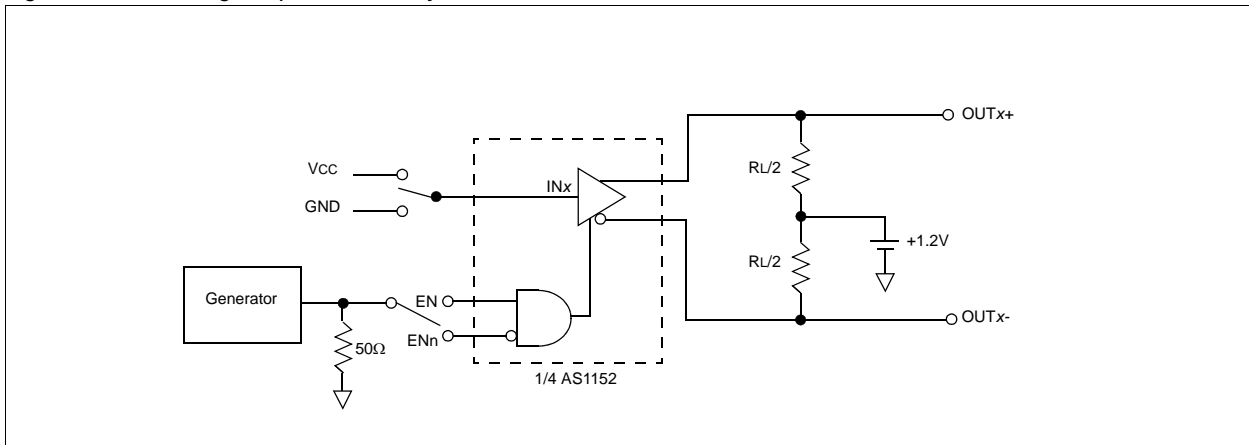 OUTx+
RL/2
VCC
INx
GND
+1.2V
RL/2
Generator
EN
OUTx-
ENn
50Ω
1/4 AS1152